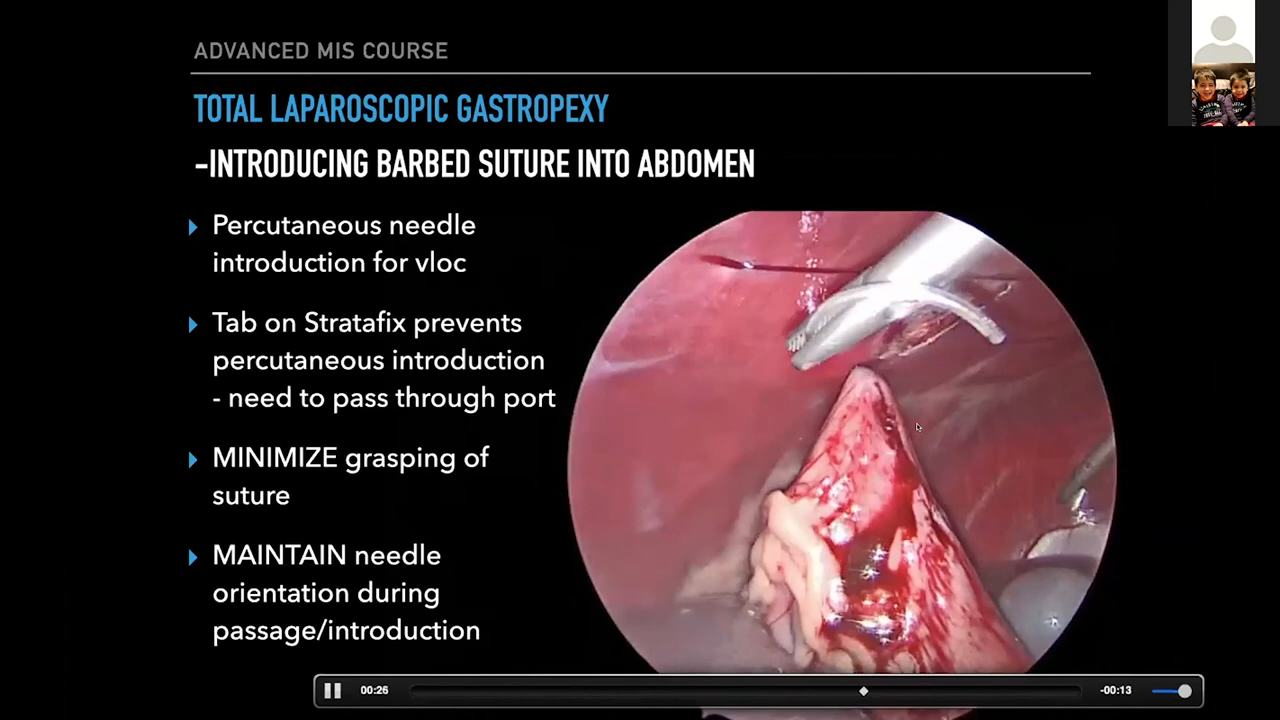 ADVANCED MIS COURSE
TOTAL LAPAROSCOPIC GASTROPEXY
-INTRODUCING BARBED SUTURE INTO ABDOMEN
Percutaneous needle
introduction for vloc
Tab on Stratafix prevents
percutaneous introduction
- need to pass through port
MINIMIZE grasping of
suture
MAINTAIN needle
orientation during
passage/introduction
00:26
-00:13